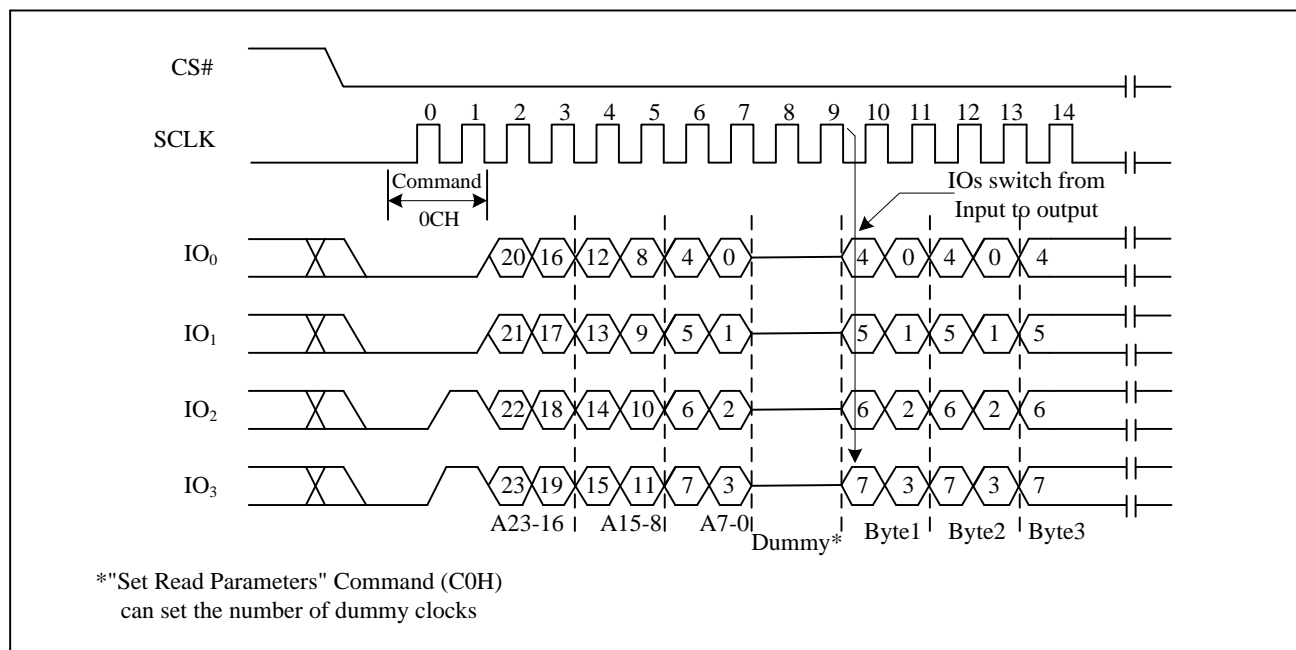 CS#
0 1 2 3 4 5 6 7 8 9 10 11 12 13 14
SCLK
Command
0CH
IOs switch from
Input to output
IO0 20 16 12 8 4 0 4 0 4 0 4
IO1 21 17 13 9 5 1 5 1 5 1 5
IO2 22 18 14 10 6 2 6 2 6 2 6
IO3 23 19 15 11 7 3 7 3 7 3 7
A23-16 A15-8 A7-0 Dummy* Byte1 Byte2 Byte3
*"Set Read Parameters" Command (C0H)
can set the number of dummy clocks